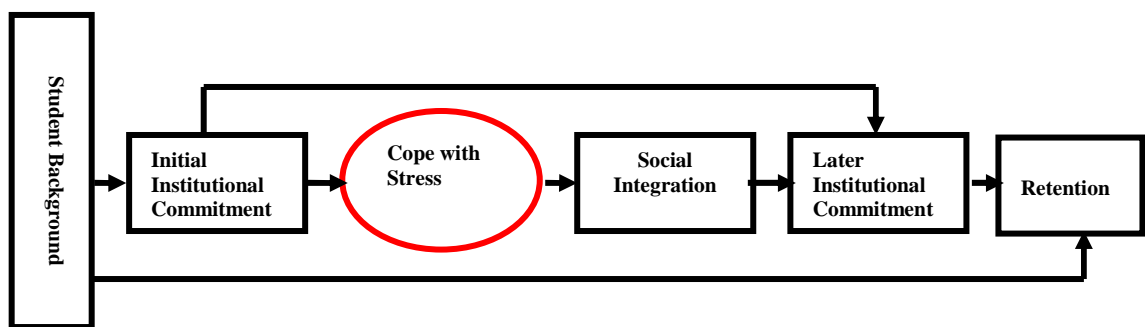 Student Background
Initial
Institutional
Commitment
Cope with
Stress
Social
Integration
Later
Institutional
Commitment
Retention